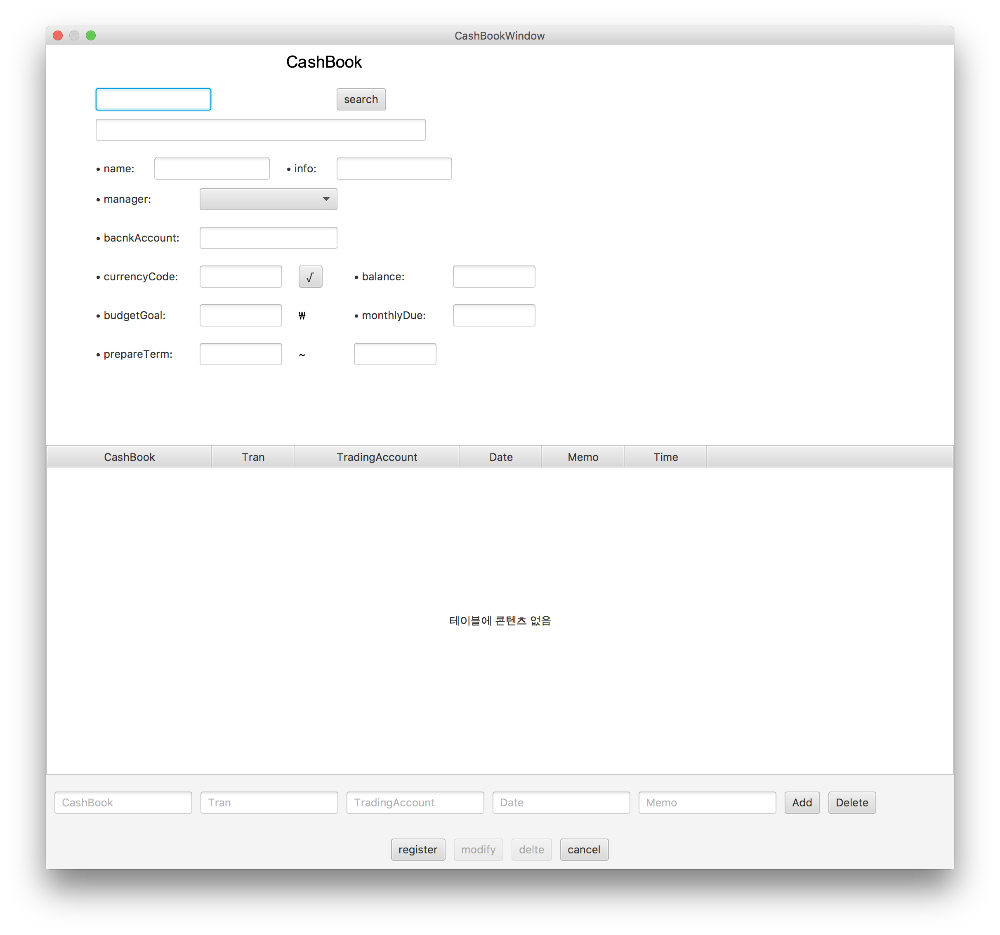 CashBookWindow
CashBook
search
• name: • info:
• manager:
• bacnkAccount:
• currencyCode: √ • balance:
• budgetGoal: ₩ • monthlyDue:
• prepareTerm: ~
CashBook Tran TradingAccount Date Memo Time
테이블에 콘텐츠 없음
CashBook Tran TradingAccount Date Memo Add Delete
register modify delte cancel